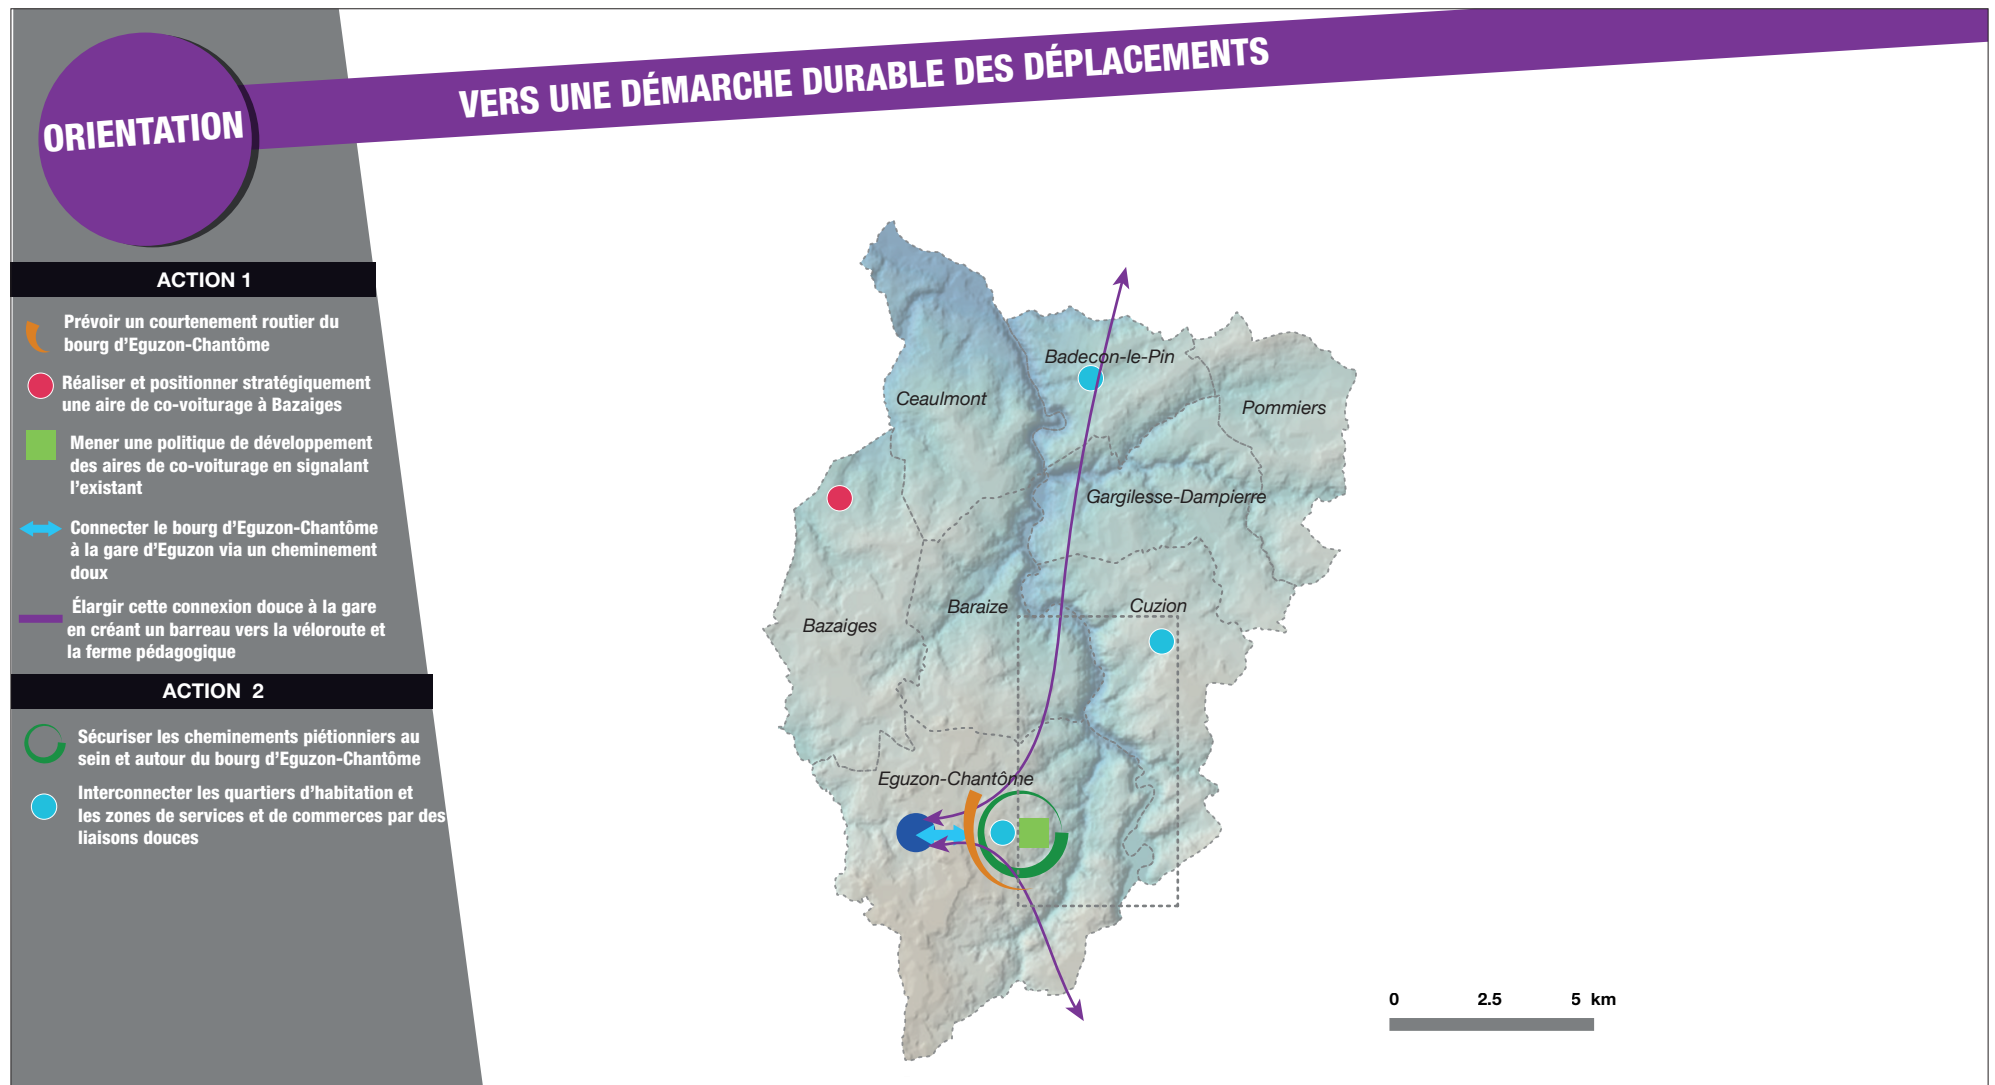 VERS UNE DÉMARCHE DURABLE DES DÉPLACEMENTS
ORIENTATION
ACTION 1
Prévoir un courtenement routier du
bourg d'Eguzon-Chantôme
Réaliser et positionner stratégiquement
une aire de co-voiturage à Bazaiges
Mener une politique de développement
des aires de co-voiturage en signalant
l'existant
Connecter le bourg d'Eguzon-Chantôme
à la gare d'Eguzon via un cheminement
doux
Élargir cette connexion douce à la gare
en créant un barreau vers la véloroute et
la ferme pédagogique
ACTION 2
Sécuriser les cheminements piétionniers au
sein et autour du bourg d'Eguzon-Chantôme
Interconnecter les quartiers d'habitation et
les zones de services et de commerces par des
liaisons douces
Badecon-le-Pin
Ceaulmont
Pommiers
Gargilesse-Dampierre
Baraize
Cuzion
Bazaiges
Eguzon-Chantôme
0 2.5 5 km